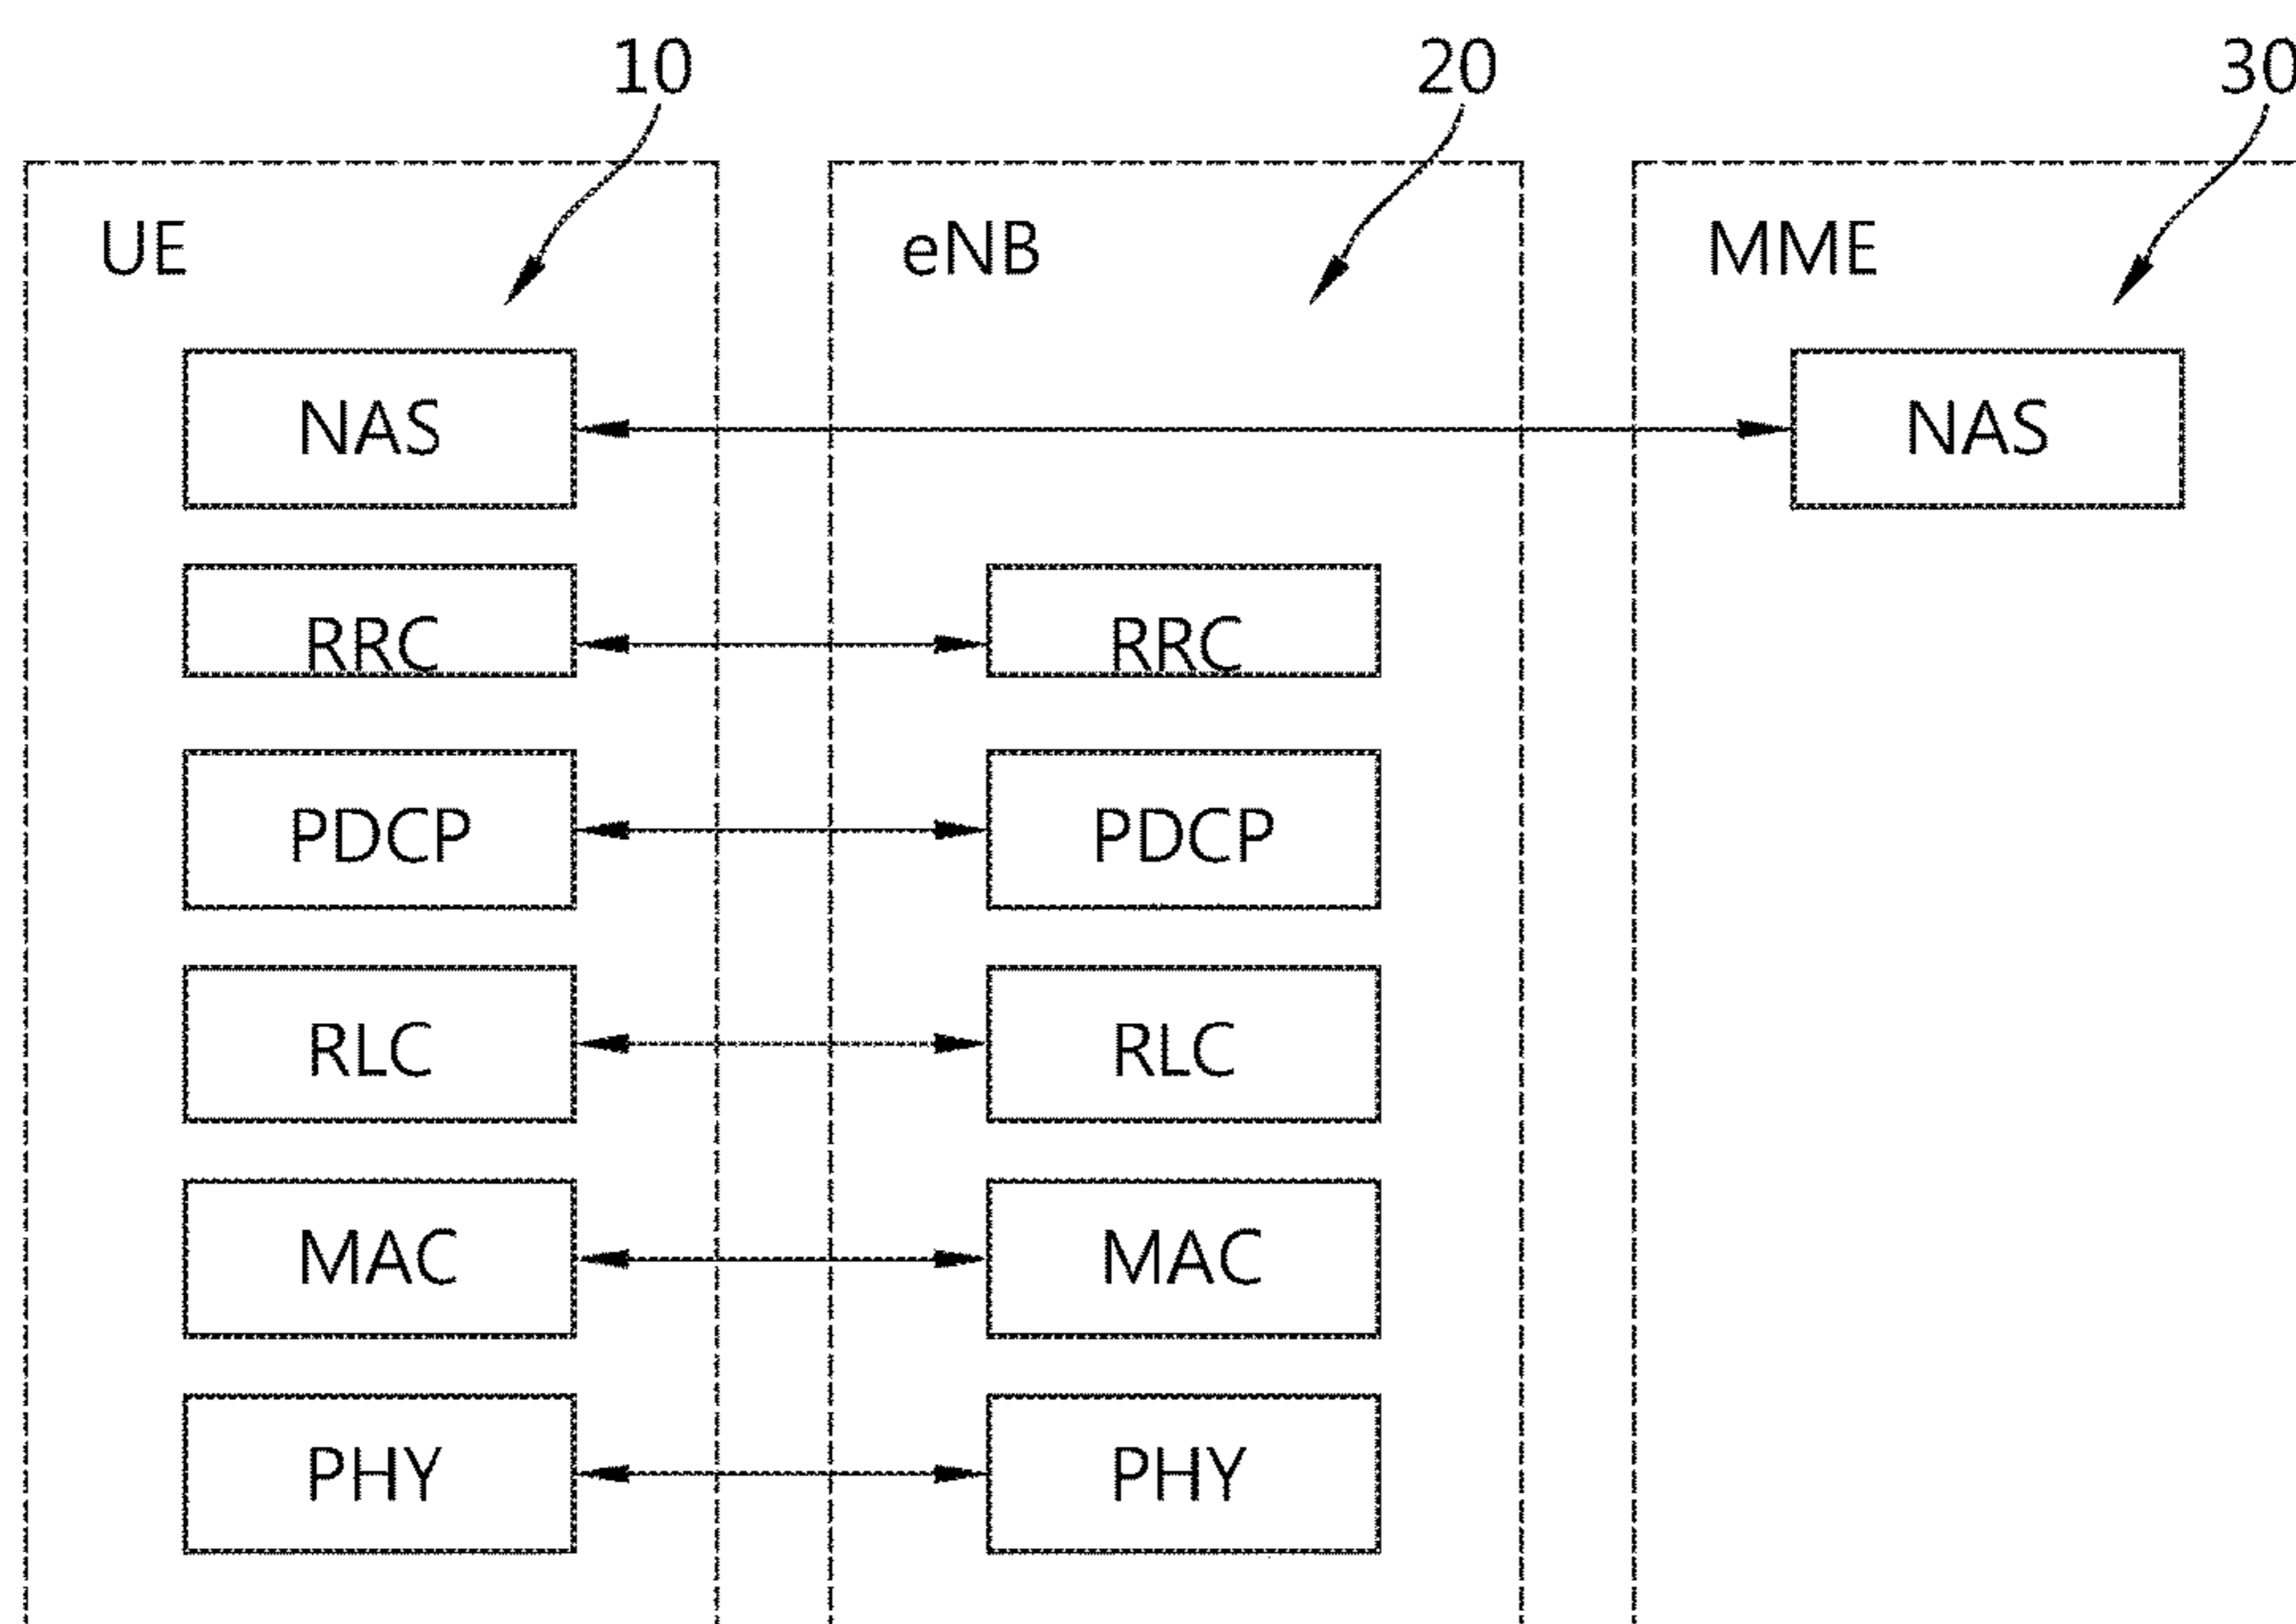 10 20 30
UE eNB MME
NAS NAS
RRC RRC
PDCP PDCP
RLC RLC
MAC MAC
PHY PHY